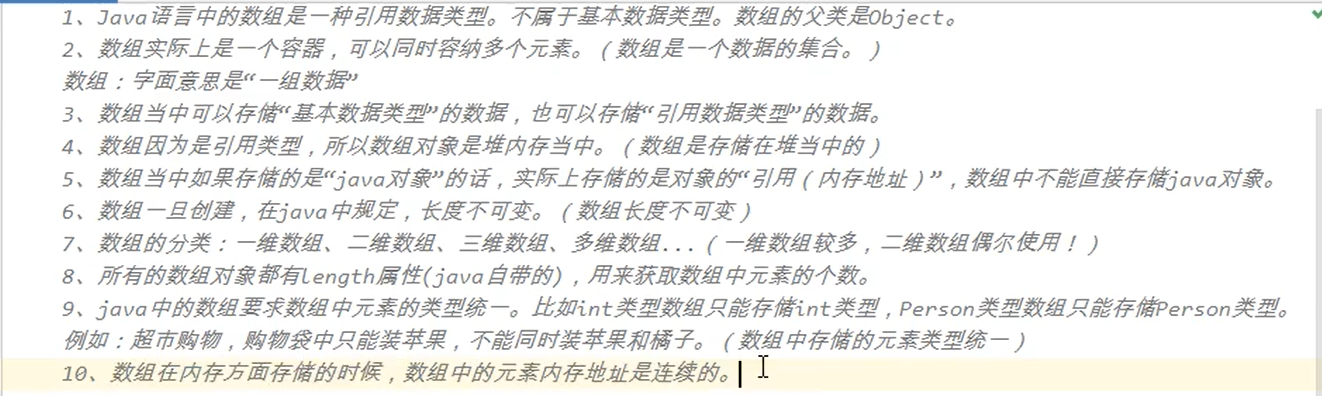 1、Java语言中的数组是一种引用数据类型。不属于基本数据类型。数组的父类是Object。
2、数组实际上是一个容器，可以同时容纳多个元素。（数组是一个数据的集合。）
数组：字面意思是“一组数据”
3、数组当中可以存储“基本数据类型”的数据，也可以存储“引用数据类型”的数据。
4、数组因为是引用类型，所以数组对象是堆内存当中。（数组是存储在堆当中的）
5、数组当中如果存储的是“java对象”的话，实际上存储的是对象的“引用（内存地址）”，数组中不能直接存储java对象。
6、数组一旦创建，在java中规定，长度不可变。（数组长度不可变）
7、数组的分类：一维数组、二维数组、三维数组、多维数组...（一维数组较多，二维数组偶尔使用！）
8、所有的数组对象都有length属性(java自带的)，用来获取数组中元素的个数。
9、java中的数组要求数组中元素的类型统一。比如int类型数组只能存储int类型，Person类型数组只能存储Person类型。
例如：超市购物，购物袋中只能装苹果，不能同时装苹果和橘子。（数组中存储的元素类型统一）
10、数组在内存方面存储的时候，数组中的元素内存地址是连续的。